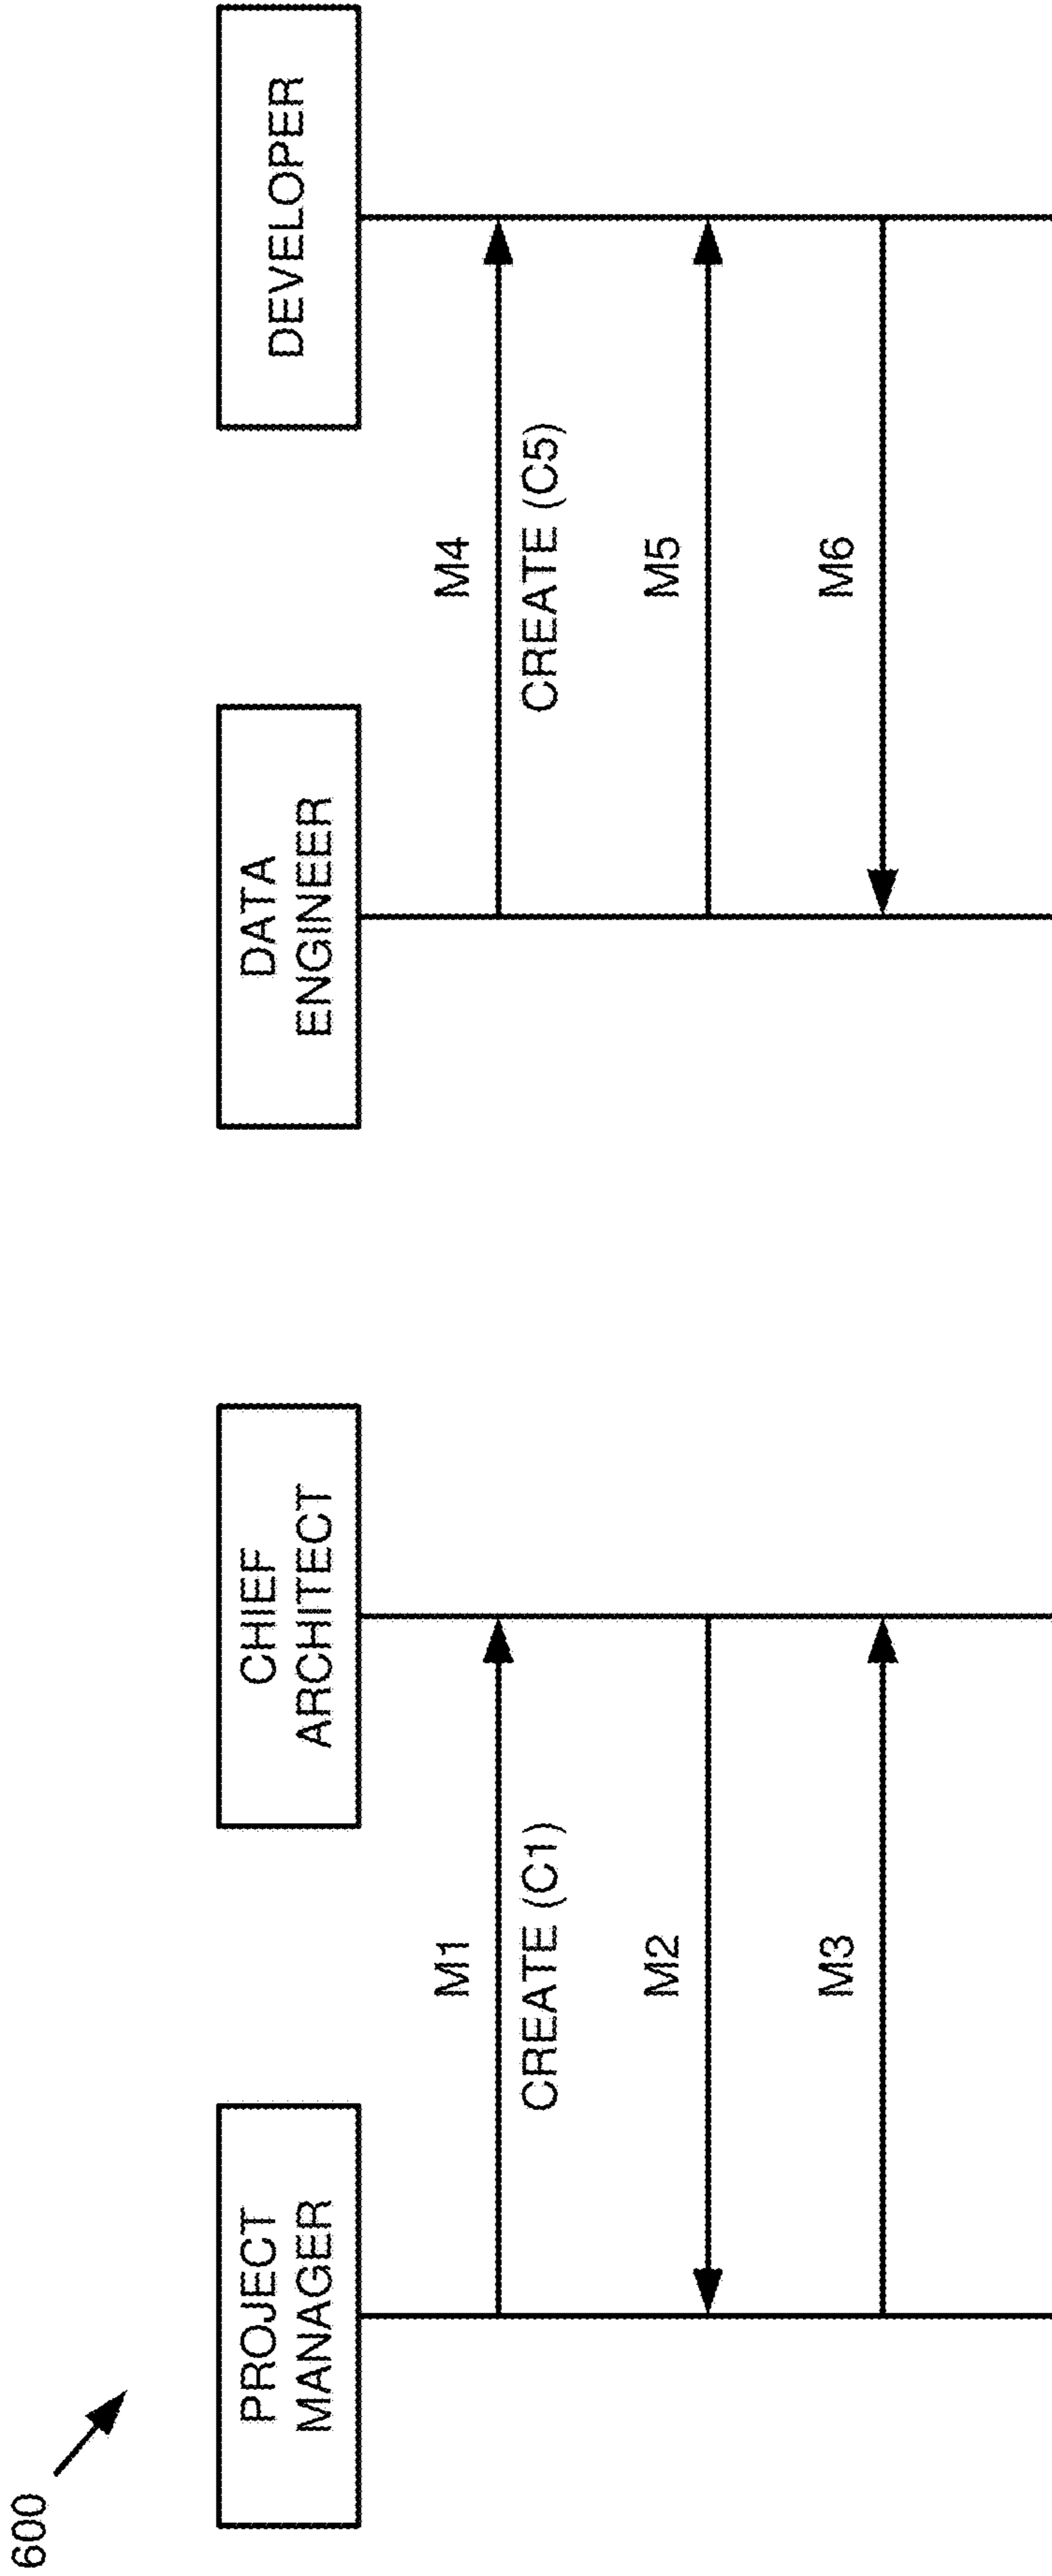 600
PROJECT
MANAGER
CHIEF
ARCHITECT
DATA
ENGINEER
DEVELOPER
M1
CREATE (C1)
M4
CREATE (C5)
M2
M5
M3
M6